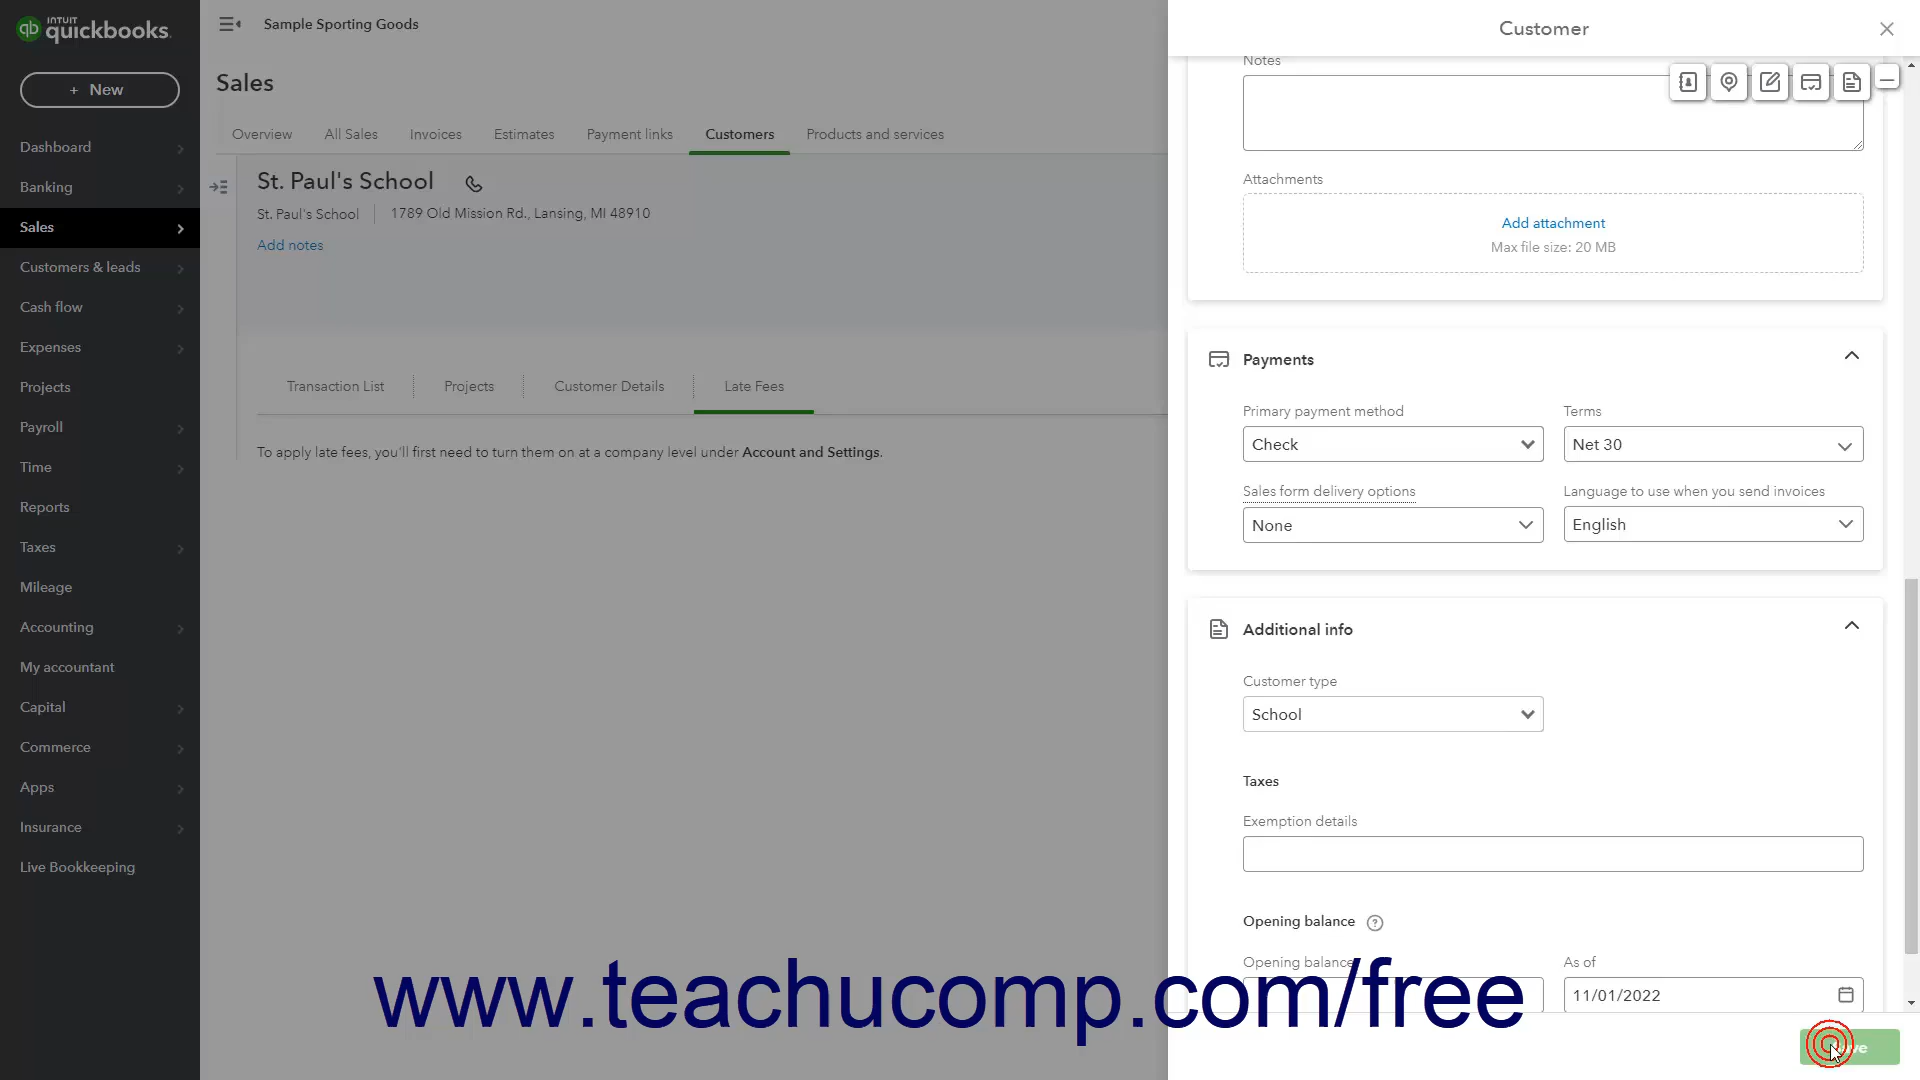 INTUIT
quickbooks.
Sample Sporting Goods
Customer
+ New
Sales
Overview
All Sales
Invoices
Estimates
Payment links
Customers
Products and services
Dashboard
Banking
Sales
Customers & leads
Cash flow
Expenses
Projects
Payroll
Time
Reports
Taxes
Mileage
Accounting
My accountant
Capital
Commerce
Apps
Insurance
Live Bookkeeping
St. Paul's School
St. Paul's School
1789 Old Mission Rd., Lansing, MI 48910
Add notes
Transaction List
Projects
Customer Details
Late Fees
To apply late fees, you'll first need to turn them on at a company level under Account and Settings.
Notes
Attachments
Add attachment
Max file size: 20 MB
Payments
Primary payment method
Terms
Check
Net 30
Sales form delivery options
Language to use when you send invoices
None
English
Additional info
Customer type
School
Taxes
Exemption details
Opening balance
Opening balance
As of
11/01/2022
www.teachucomp.com/free